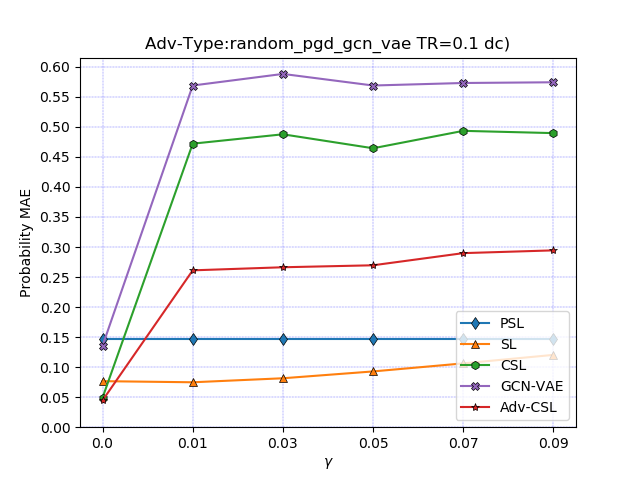 Adv-Type:random_pgd_gcn_vae TR=0.1 dc)
Probability MAE
0.60
0.55
0.50
0.45
0.40
0.35
0.30
0.25
0.20
0.15
0.10
0.05
0.00
0.0 0.01 0.03 0.05 0.07 0.09
γ
PSL
SL
CSL
GCN-VAE
Adv-CSL